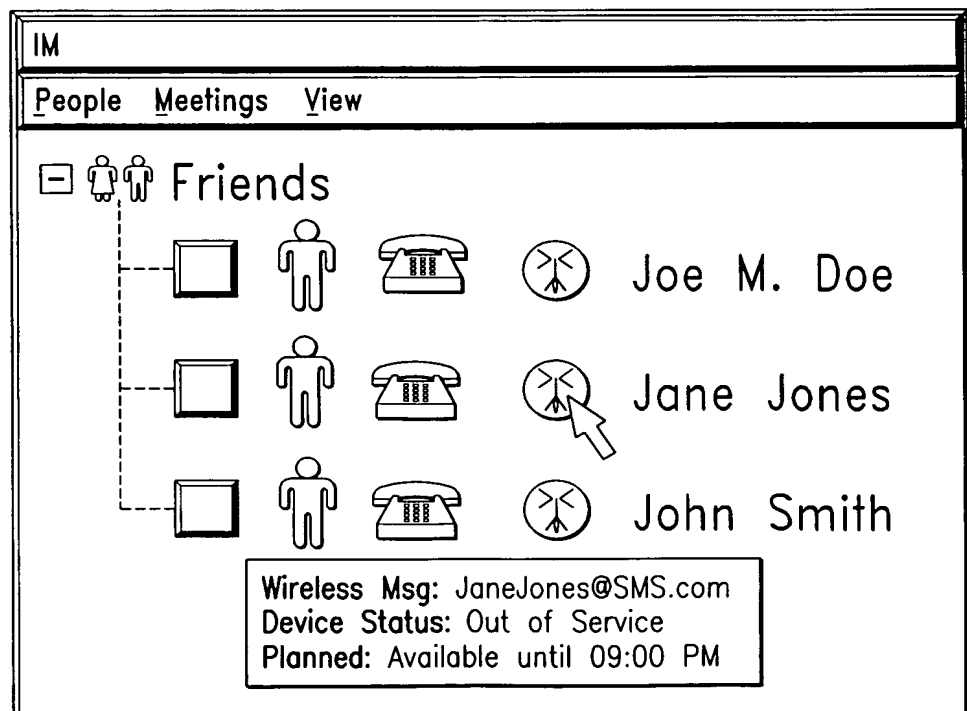 IM
People Meetings View
Friends
Joe M. Doe
Jane Jones
John Smith
Wireless Msg: JaneJones@SMS.com
Device Status: Out of Service
Planned: Available until 09:00 PM